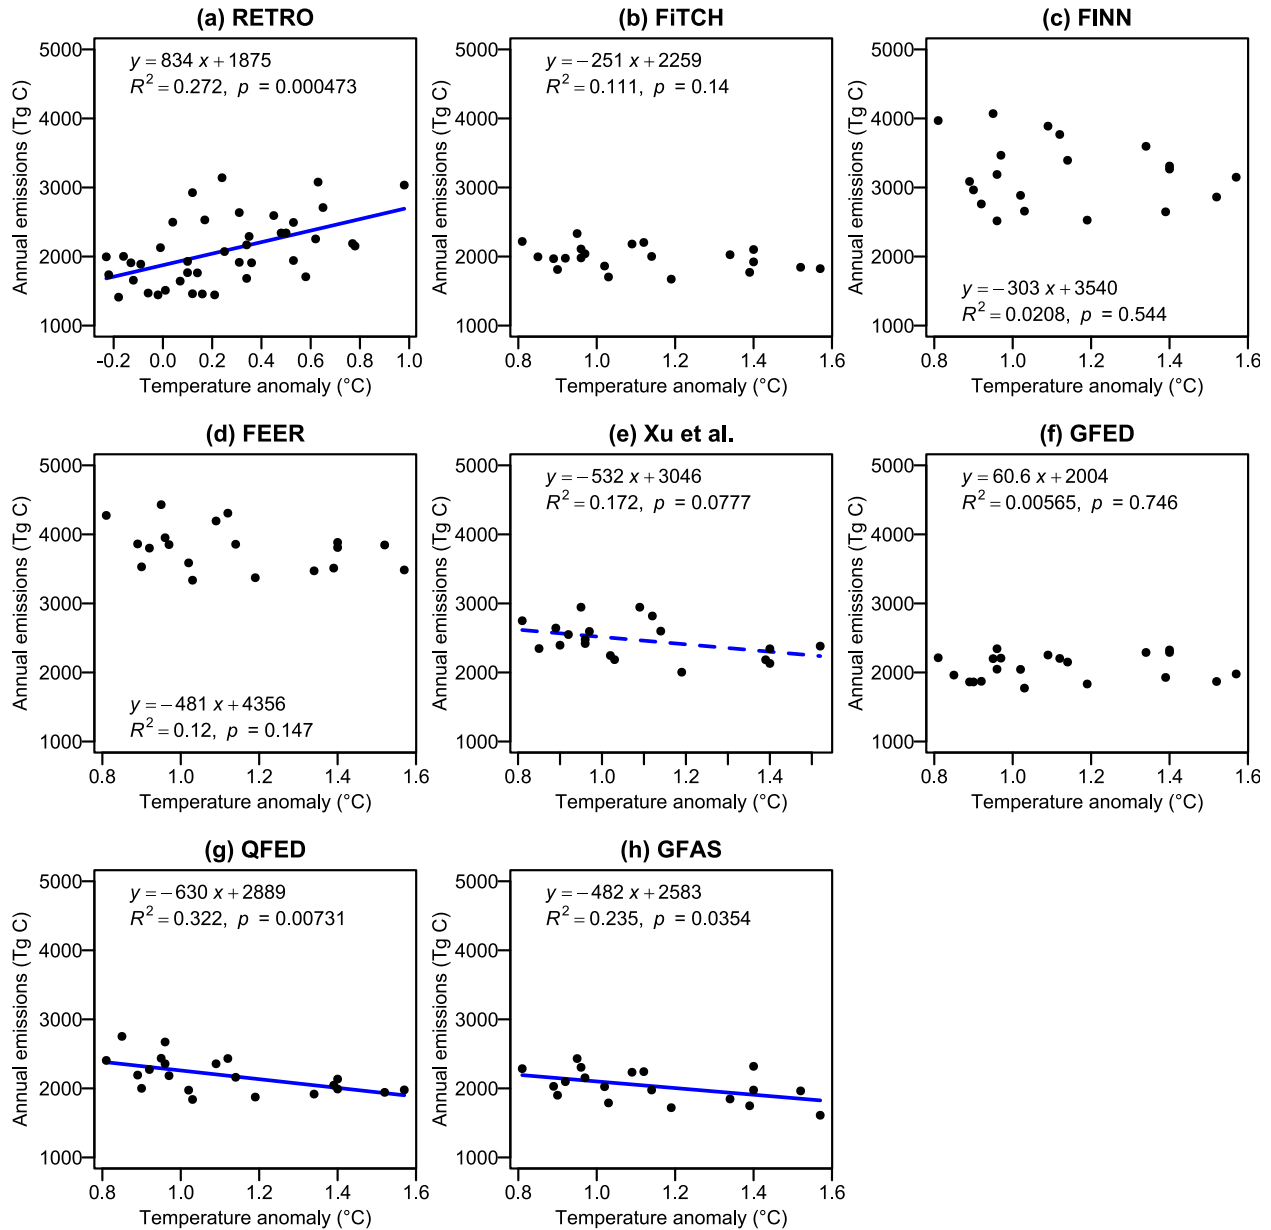 (a) RETRO
y = 834 x + 1875
R² = 0.272, p = 0.000473
Annual emissions (Tg C)
5000
4000
3000
2000
1000
-0.2 0.0 0.2 0.4 0.6 0.8 1.0
Temperature anomaly (°C)
(b) FiTCH
y = −251 x + 2259
R² = 0.111, p = 0.14
Annual emissions (Tg C)
5000
4000
3000
2000
1000
0.8 1.0 1.2 1.4 1.6
Temperature anomaly (°C)
(c) FINN
Annual emissions (Tg C)
5000
4000
3000
2000
1000
y = −303 x + 3540
R² = 0.0208, p = 0.544
0.8 1.0 1.2 1.4 1.6
Temperature anomaly (°C)
(d) FEER
Annual emissions (Tg C)
5000
4000
3000
2000
1000
y = −481 x + 4356
R² = 0.12, p = 0.147
0.8 1.0 1.2 1.4 1.6
Temperature anomaly (°C)
(e) Xu et al.
y = −532 x + 3046
R² = 0.172, p = 0.0777
Annual emissions (Tg C)
5000
4000
3000
2000
1000
0.8 1.0 1.2 1.4
Temperature anomaly (°C)
(f) GFED
y = 60.6 x + 2004
R² = 0.00565, p = 0.746
Annual emissions (Tg C)
5000
4000
3000
2000
1000
0.8 1.0 1.2 1.4 1.6
Temperature anomaly (°C)
(g) QFED
y = −630 x + 2889
R² = 0.322, p = 0.00731
Annual emissions (Tg C)
5000
4000
3000
2000
1000
0.8 1.0 1.2 1.4 1.6
Temperature anomaly (°C)
(h) GFAS
y = −482 x + 2583
R² = 0.235, p = 0.0354
Annual emissions (Tg C)
5000
4000
3000
2000
1000
0.8 1.0 1.2 1.4 1.6
Temperature anomaly (°C)